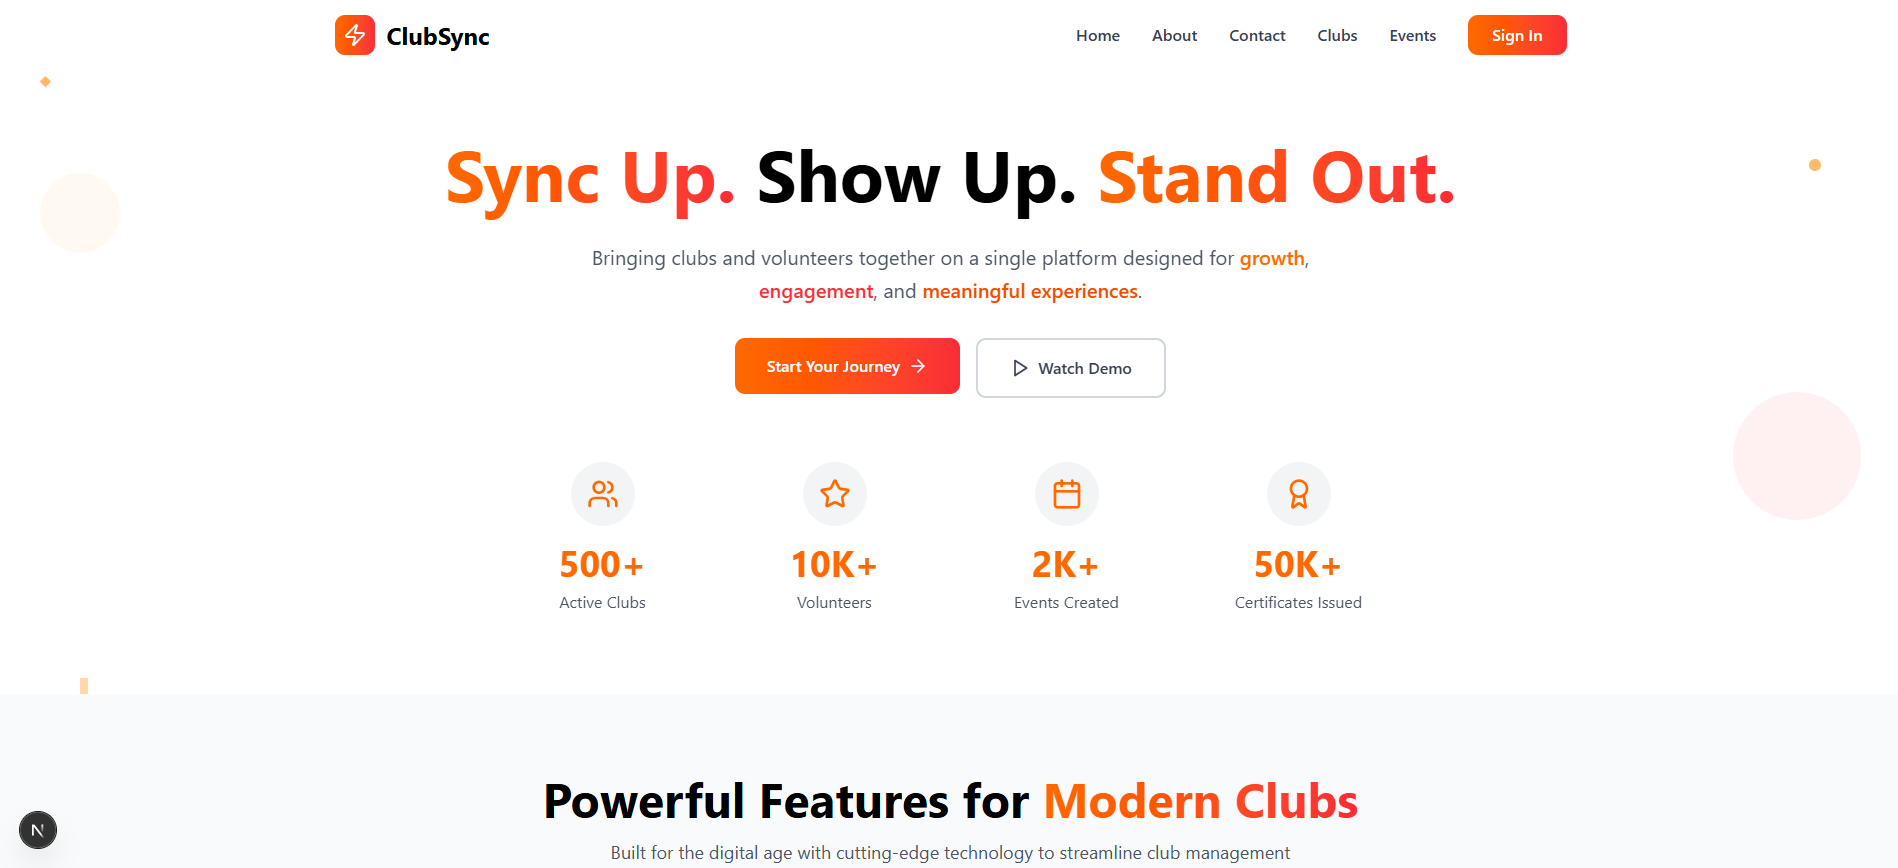 ClubSync
Home About Contact Clubs Events Sign In
Sync Up. Show Up. Stand Out.
Bringing clubs and volunteers together on a single platform designed for growth,
engagement, and meaningful experiences.
Start Your Journey
Watch Demo
500+ 10K+ 2K+ 50K+
Active Clubs Volunteers Events Created Certificates Issued
Powerful Features for Modern Clubs
Built for the digital age with cutting-edge technology to streamline club management
N